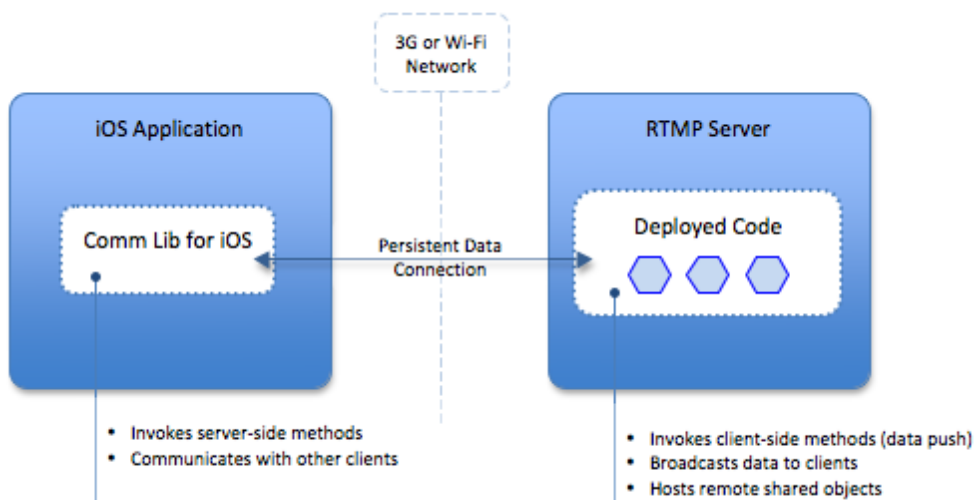 3G or Wi-Fi
Network
iOS Application
RTMP Server
Comm Lib for iOS
Deployed Code
Persistent Data
Connection
• Invokes server-side methods
• Communicates with other clients
• Invokes client-side methods (data push)
• Broadcasts data to clients
• Hosts remote shared objects